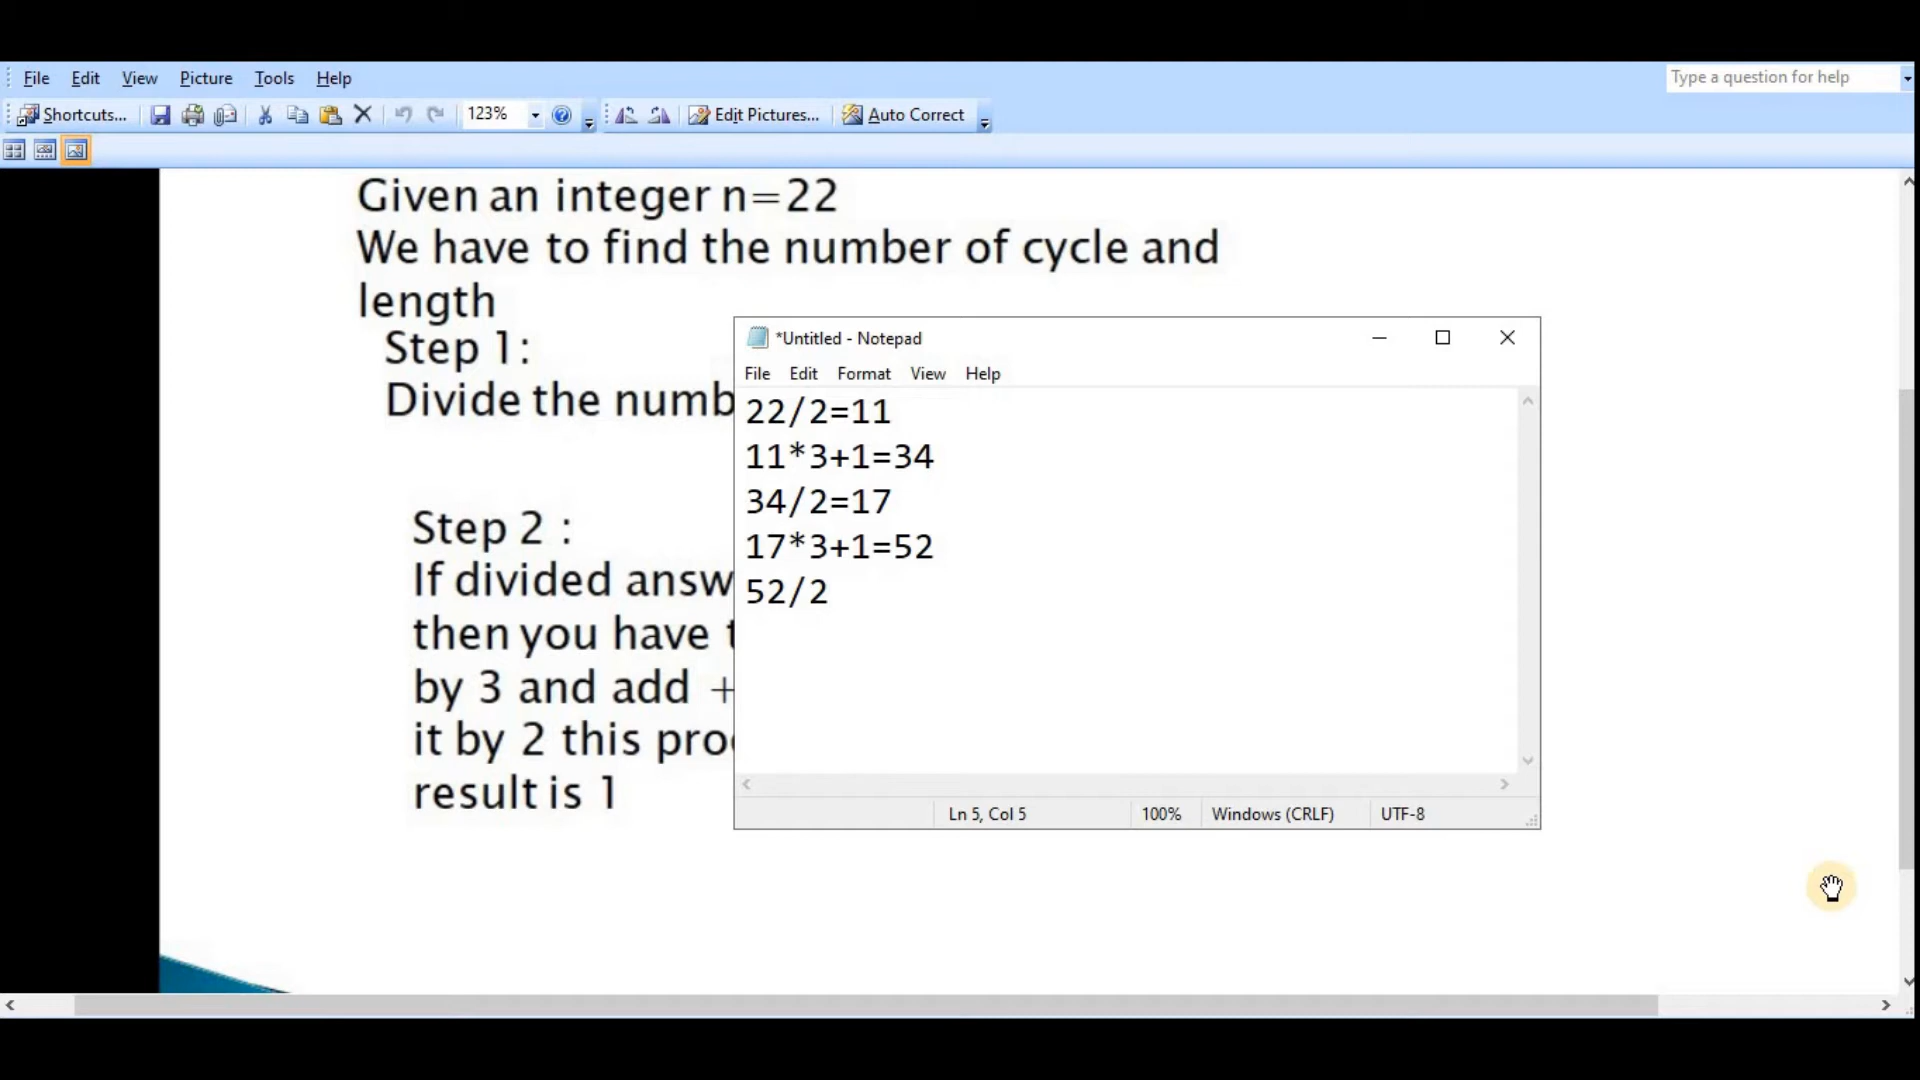 File Edit View Picture Tools Help
Type a question for help
Shortcuts... 123% Edit Pictures... Auto Correct
Given an integer n=22
We have to find the number of cycle and
length
Step 1:
Divide the numb
Step 2 :
If divided answ
then you have t
by 3 and add +
it by 2 this proc
result is 1
*Untitled - Notepad
File Edit Format View Help
22/2=11
11*3+1=34
34/2=17
17*3+1=52
52/2
Ln 5, Col 5 100% Windows (CRLF) UTF-8